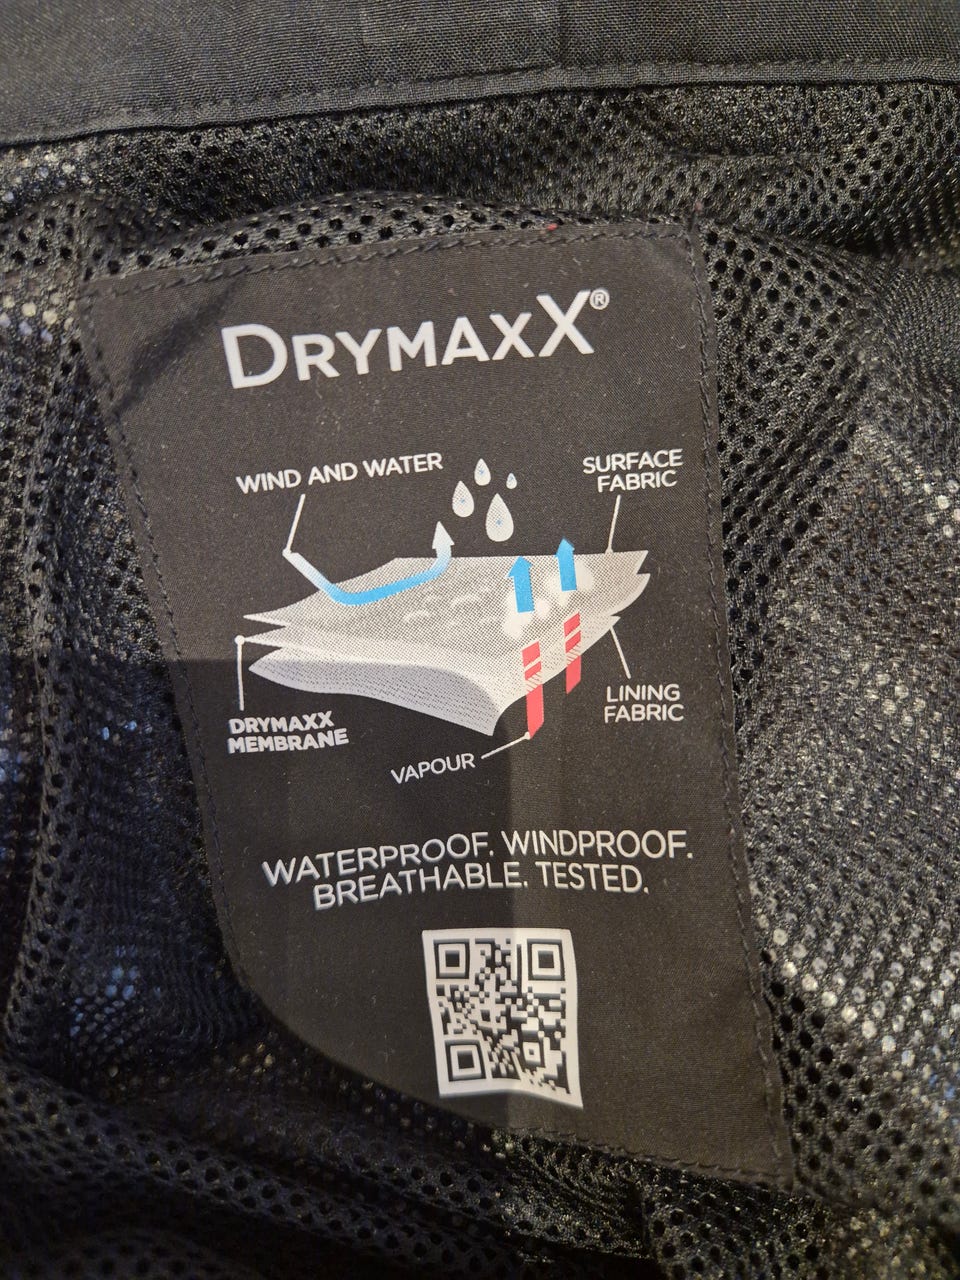 DRYMAXX®
WIND AND WATER
SURFACE
FABRIC
DRYMAXX
MEMBRANE
LINING
FABRIC
VAPOUR
WATERPROOF. WINDPROOF.
BREATHABLE. TESTED.